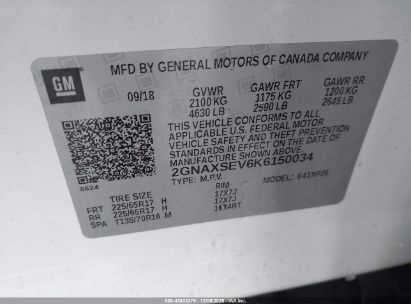 MFD BY GENERAL MOTORS OF CANADA COMPANY
GM
09/18 GVWR GAWR FRT GAWR RR
2100 KG 1175 KG 1200 KG
4630 LB 2590 LB 2645 LB
THIS VEHICLE CONFORMS TO ALL
APPLICABLE U.S. FEDERAL MOTOR
VEHICLE SAFETY AND THEFT PREVENTION
STANDARDS IN EFFECT ON THE DATE
OF MANUFACTURE SHOWN ABOVE.
2GNAXSEV6K6150034
TYPE: M.P.V. MODEL: 
8624
TIRE SIZE RIM
FRT 225/65R17 H 17X7J
RR 225/65R17 H 17X7J
SPA T135/70R16 M 16X4BT